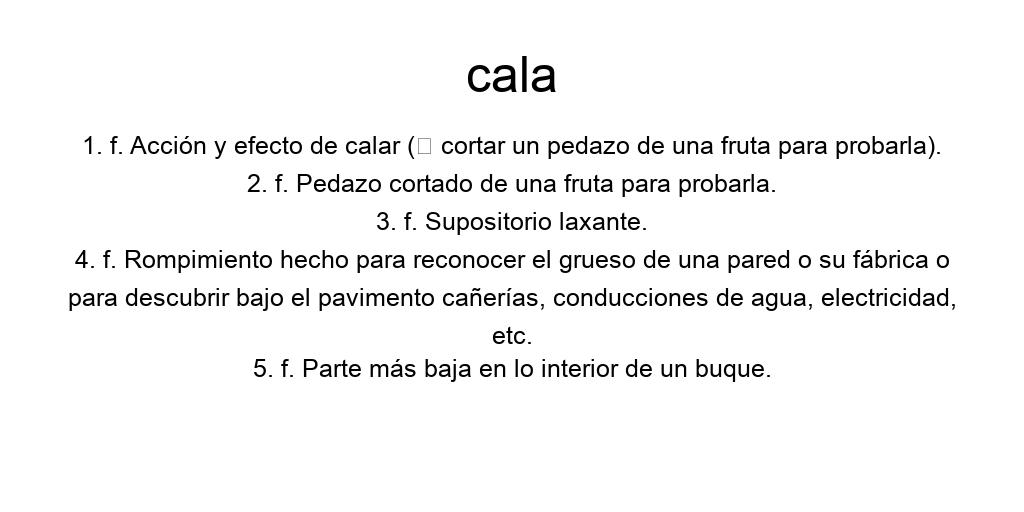 cala
1. f. Acción y efecto de calar (□ cortar un pedazo de una fruta para probarla).
2. f. Pedazo cortado de una fruta para probarla.
3. f. Supositorio laxante.
4. f. Rompimiento hecho para reconocer el grueso de una pared o su fábrica o
para descubrir bajo el pavimento cañerías, conducciones de agua, electricidad,
etc.
5. f. Parte más baja en lo interior de un buque.